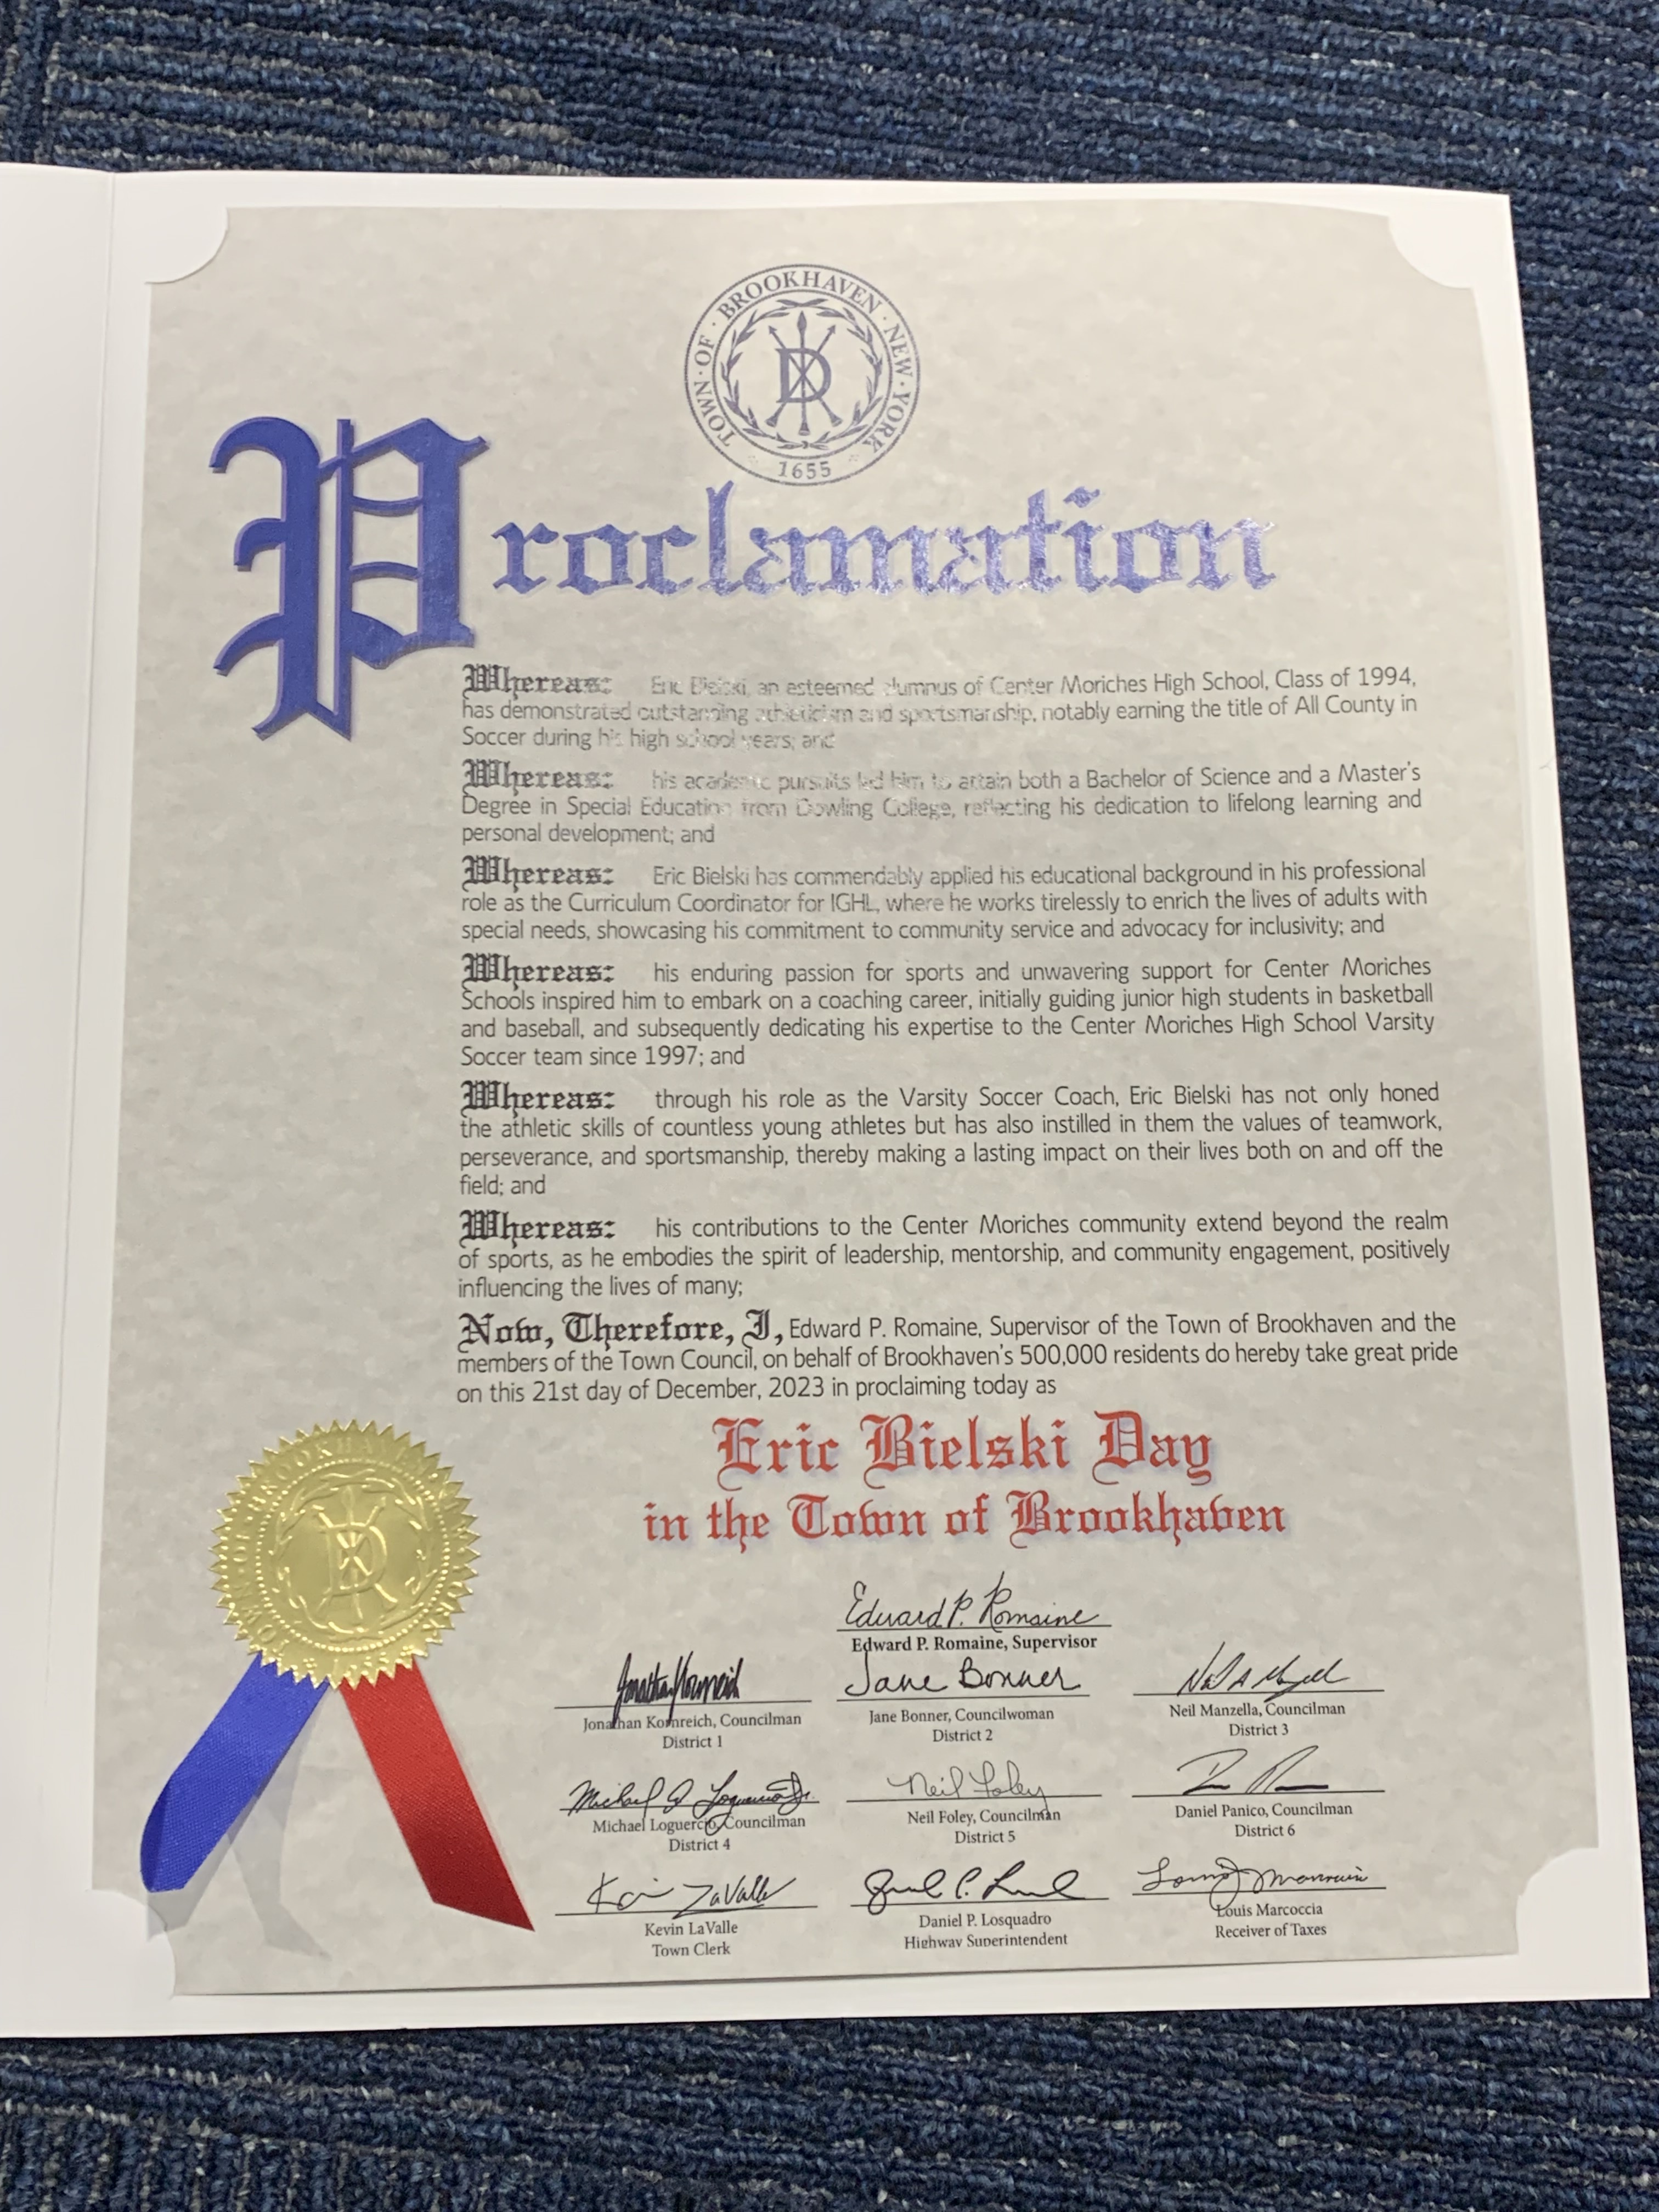 TOWN · OF · BROOKHAVEN · NEW · YORK
1655
Proclamation
Whereas: Eric Bielski, an esteemed alumnus of Center Moriches High School, Class of 1994,
has demonstrated outstanding athleticism and sportsmanship, notably earning the title of All County in
Soccer during his high school years; and
Whereas: his academic pursuits led him to attain both a Bachelor of Science and a Master's
Degree in Special Education from Dowling College, reflecting his dedication to lifelong learning and
personal development; and
Whereas: Eric Bielski has commendably applied his educational background in his professional
role as the Curriculum Coordinator for IGHL, where he works tirelessly to enrich the lives of adults with
special needs, showcasing his commitment to community service and advocacy for inclusivity; and
Whereas: his enduring passion for sports and unwavering support for Center Moriches
Schools inspired him to embark on a coaching career, initially guiding junior high students in basketball
and baseball, and subsequently dedicating his expertise to the Center Moriches High School Varsity
Soccer team since 1997; and
Whereas: through his role as the Varsity Soccer Coach, Eric Bielski has not only honed
the athletic skills of countless young athletes but has also instilled in them the values of teamwork,
perseverance, and sportsmanship, thereby making a lasting impact on their lives both on and off the
field; and
Whereas: his contributions to the Center Moriches community extend beyond the realm
of sports, as he embodies the spirit of leadership, mentorship, and community engagement, positively
influencing the lives of many;
Now, Therefore, I, Edward P. Romaine, Supervisor of the Town of Brookhaven and the
members of the Town Council, on behalf of Brookhaven's 500,000 residents do hereby take great pride
on this 21st day of December, 2023 in proclaiming today as
Eric Bielski Day
in the Town of Brookhaven
Edward P. Romaine
Edward P. Romaine, Supervisor
Jonathan Kornreich Jane Bonner
Jonathan Kornreich, Councilman Jane Bonner, Councilwoman Neil Manzella, Councilman
District 1 District 2 District 3
Neil Foley
Michael Loguercio, Councilman Neil Foley, Councilman Daniel Panico, Councilman
District 4 District 5 District 6
Kevin LaValle
Kevin LaValle Daniel P. Losquadro Louis Marcoccia
Town Clerk Highway Superintendent Receiver of Taxes